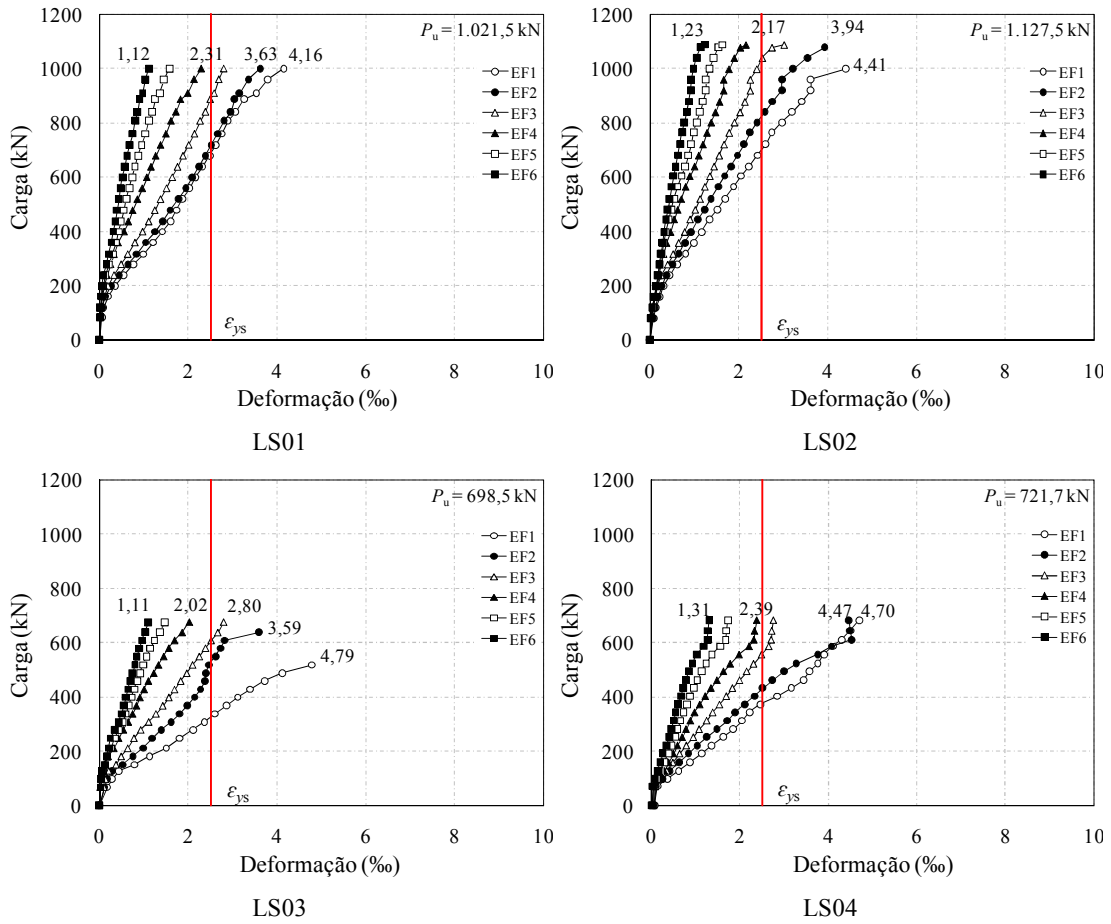 1200
1000
800
600
400
200
0
Carga (kN)
Pu = 1.021,5 kN
1,12
2,31
3,63
4,16
EF1
EF2
EF3
EF4
EF5
EF6
εys
0 2 4 6 8 10
Deformação (‰)
LS01
1200
1000
800
600
400
200
0
Carga (kN)
Pu = 1.127,5 kN
1,23
2,17
3,94
4,41
EF1
EF2
EF3
EF4
EF5
EF6
εys
0 2 4 6 8 10
Deformação (‰)
LS02
1200
1000
800
600
400
200
0
Carga (kN)
Pu = 698,5 kN
1,11
2,02
2,80
3,59
4,79
EF1
EF2
EF3
EF4
EF5
EF6
εys
0 2 4 6 8 10
Deformação (‰)
LS03
1200
1000
800
600
400
200
0
Carga (kN)
Pu = 721,7 kN
1,31
2,39
4,47
4,70
EF1
EF2
EF3
EF4
EF5
EF6
εys
0 2 4 6 8 10
Deformação (‰)
LS04